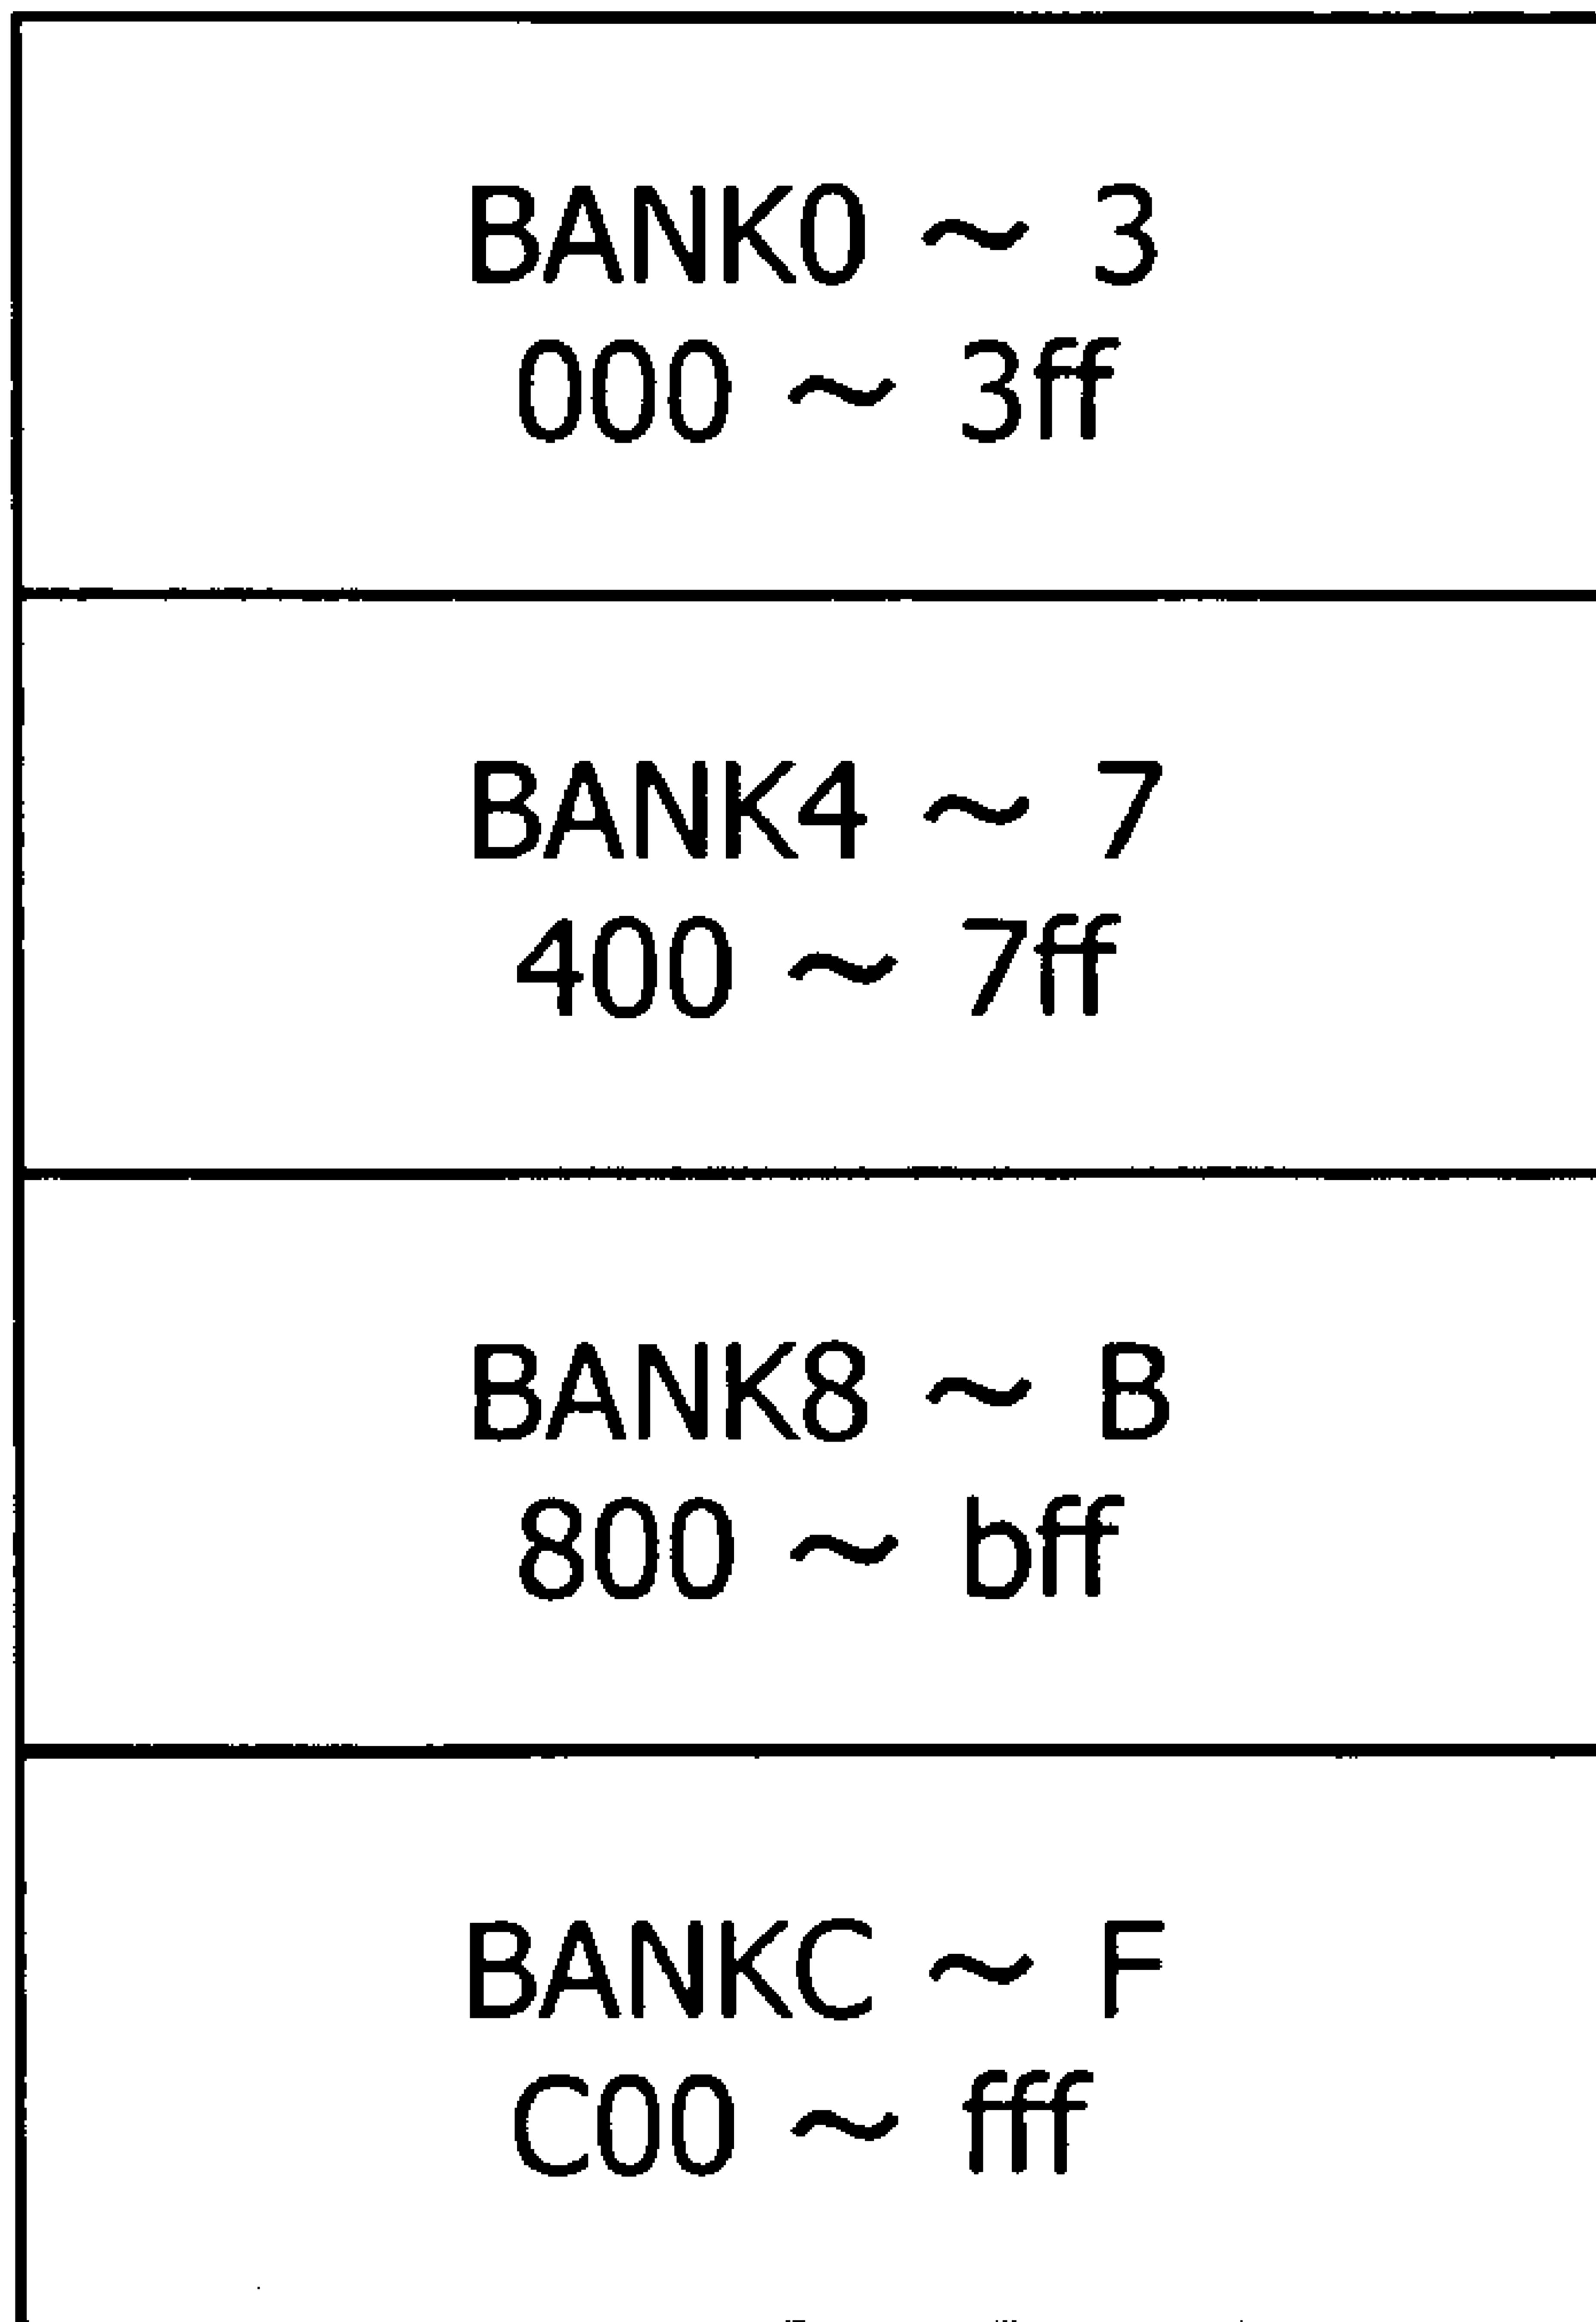 BANK0 ~ 3
000 ~ 3ff
BANK4 ~ 7
400 ~ 7ff
BANK8 ~ B
800 ~ bff
BANKC ~ F
C00 ~ fff